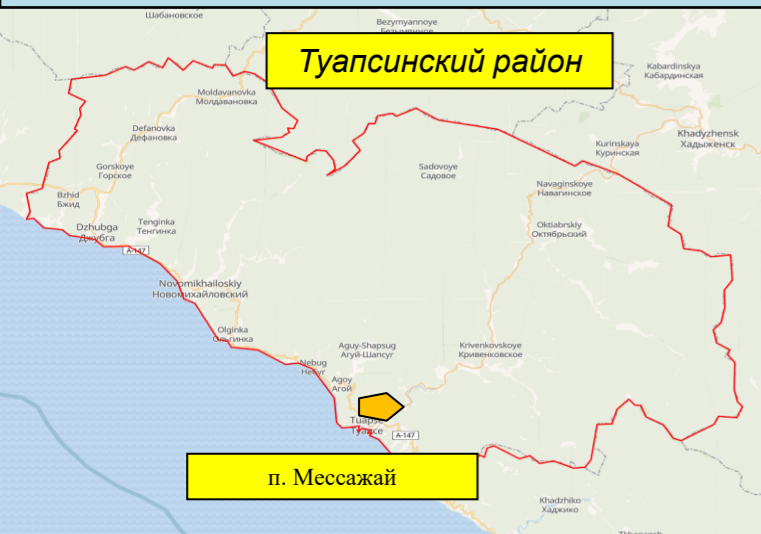 Шабановское
Bezymyannoye
Безымянное
Туапсинский район
Kabardinskya
Кабардинская
Moldavanovka
Молдавановка
Defanovka
Дефановка
Khadyzhensk
Хадыженск
Kurinskaya
Куринская
Gorskoye
Горское
Sadovoye
Садовое
Navaginskoye
Навагинское
Bzhid
Бжид
Dzhubga
Джубга
Tenginka
Тенгинка
Oktiabrskiy
Октябрьский
A-147
Novomikhailoskiy
Новомихайловский
Olginka
Ольгинка
Aguy-Shapsug
Агуй-Шапсуг
Krivenkovskoye
Кривенковское
Nebug
Небуг
Agoy
Агой
Tuapse
Туапсе
A-147
п. Мессажай
Khadzhiko
Хаджико